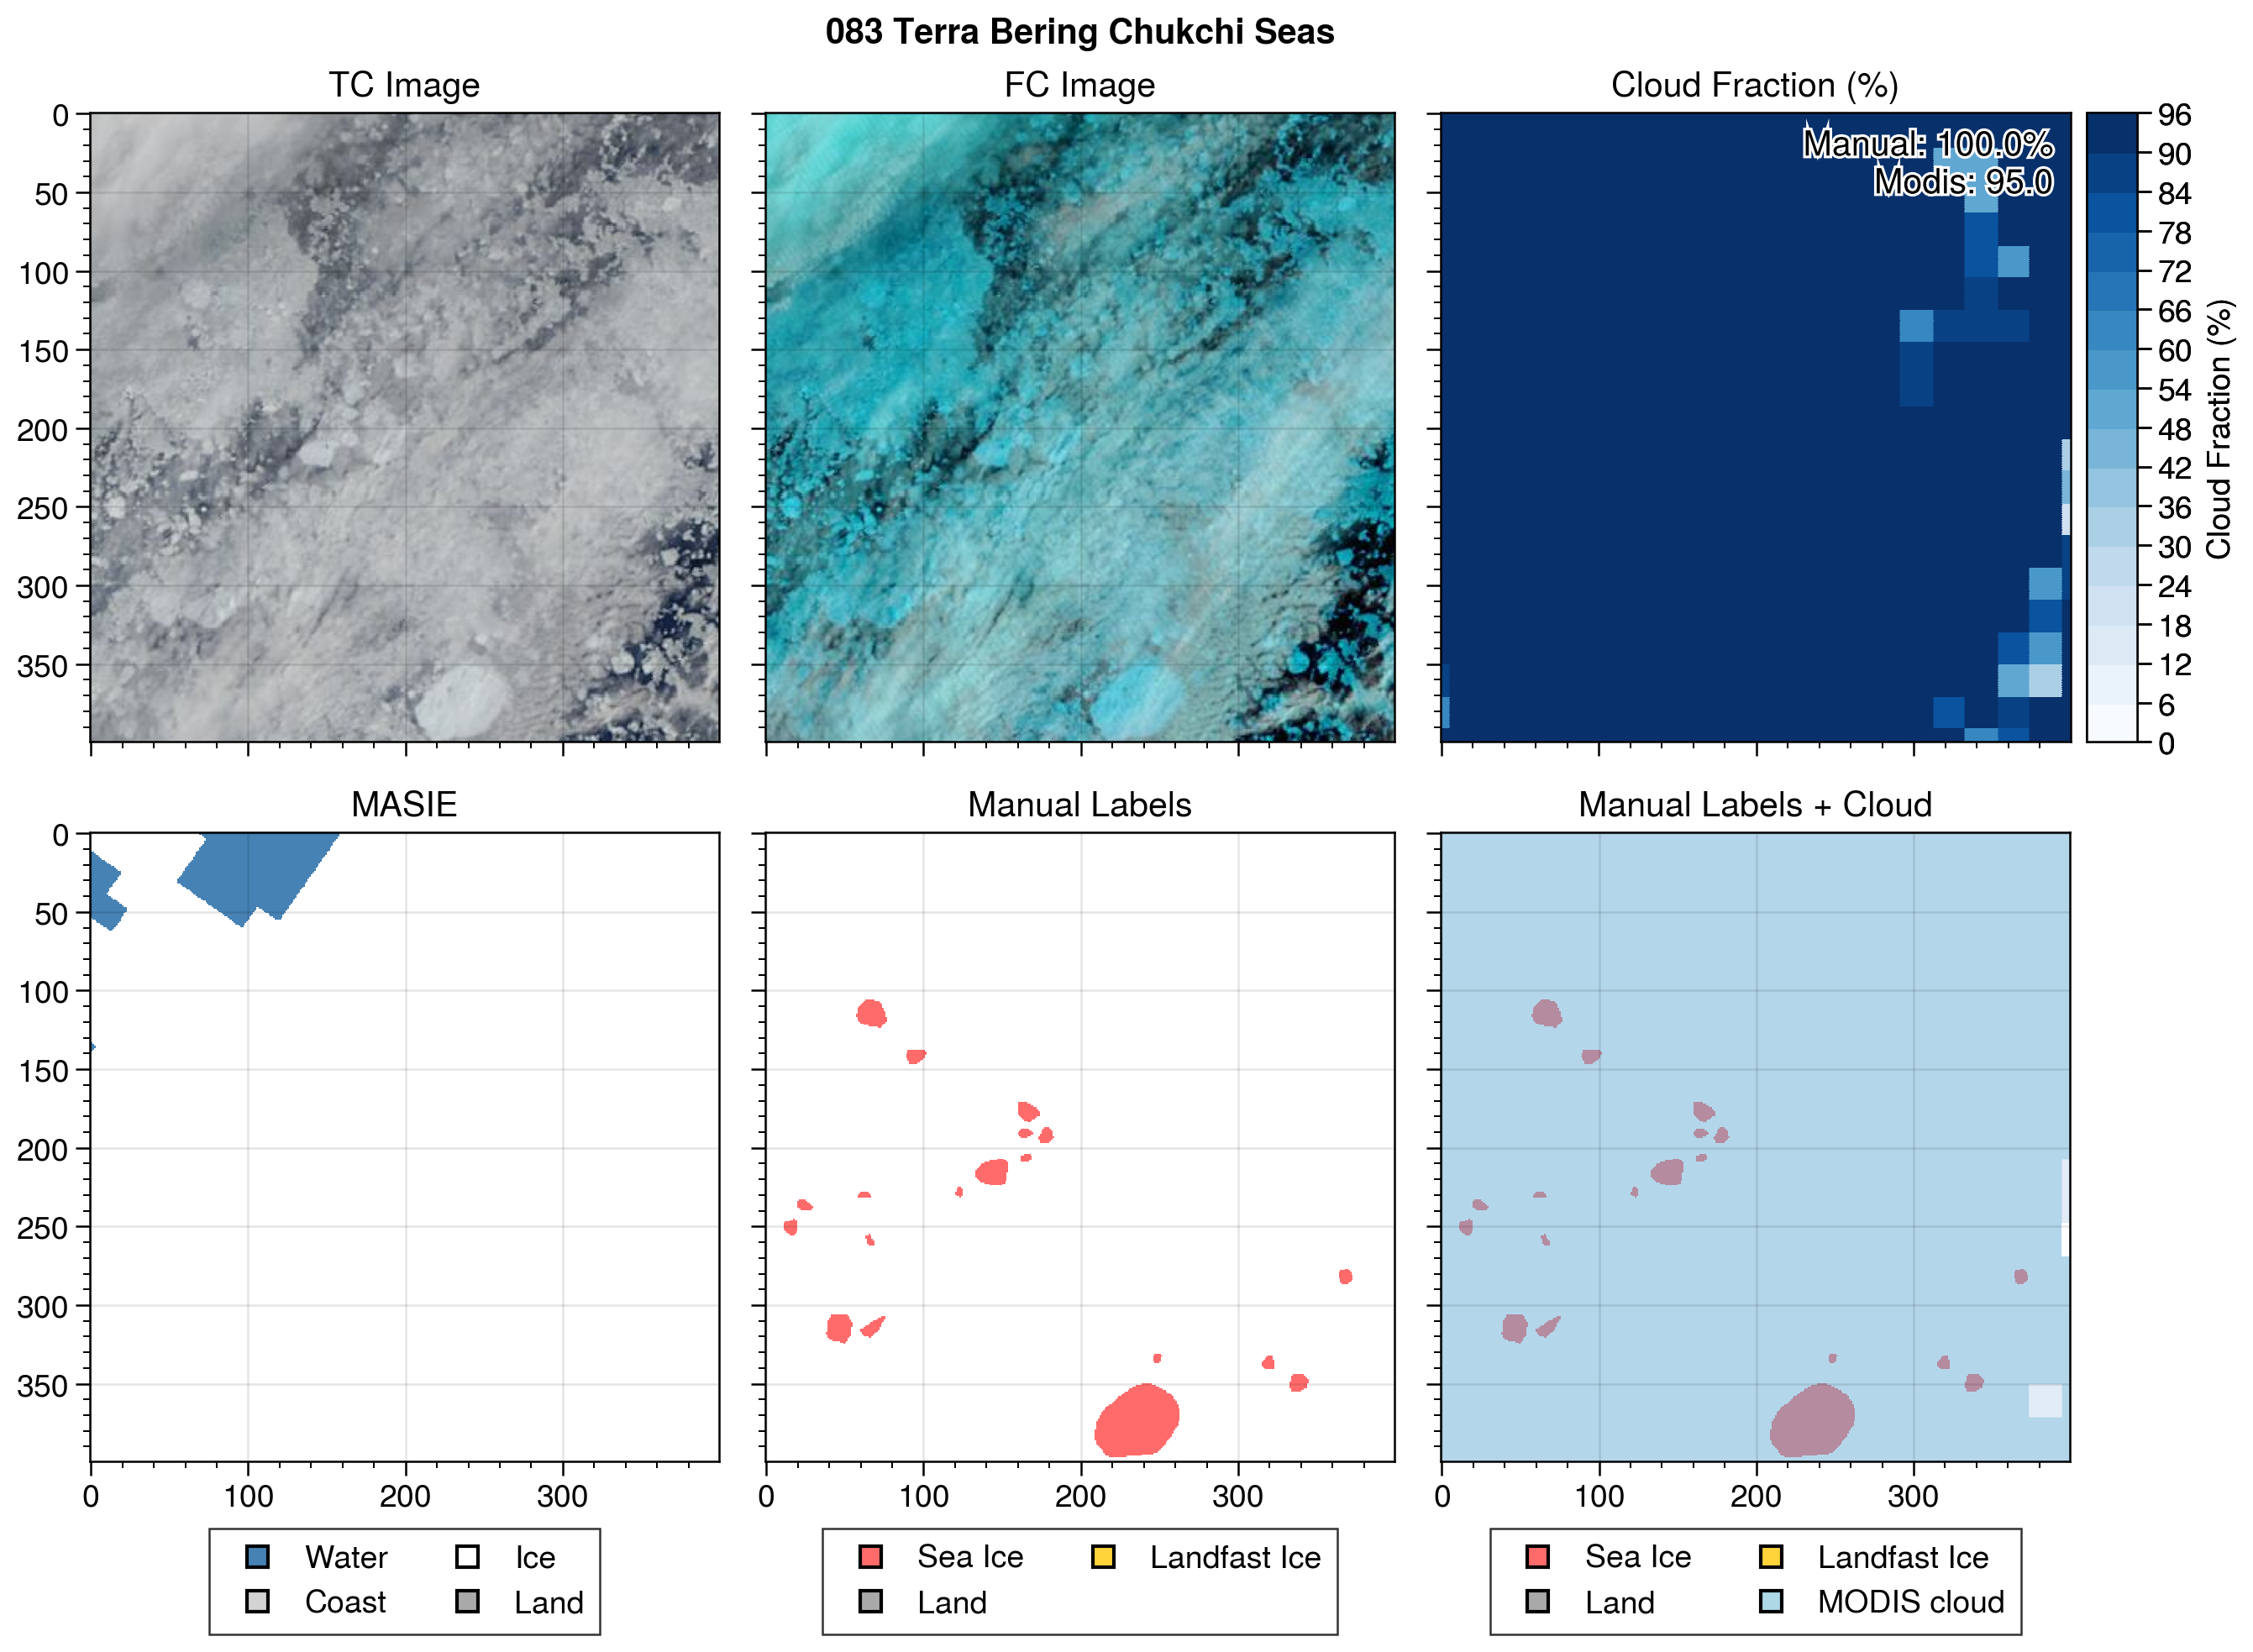 083 Terra Bering Chukchi Seas
TC Image
FC Image
Cloud Fraction (%)
0
50
100
150
200
250
300
350
Manual: 100.0%
Modis: 95.0
96
90
84
78
72
66
60
54
48
42
36
30
24
18
12
6
0
Cloud Fraction (%)
MASIE
Manual Labels
Manual Labels + Cloud
0
50
100
150
200
250
300
350
0 100 200 300
0 100 200 300
0 100 200 300
Water Ice
Coast Land
Sea Ice Landfast Ice
Land
Sea Ice Landfast Ice
Land MODIS cloud